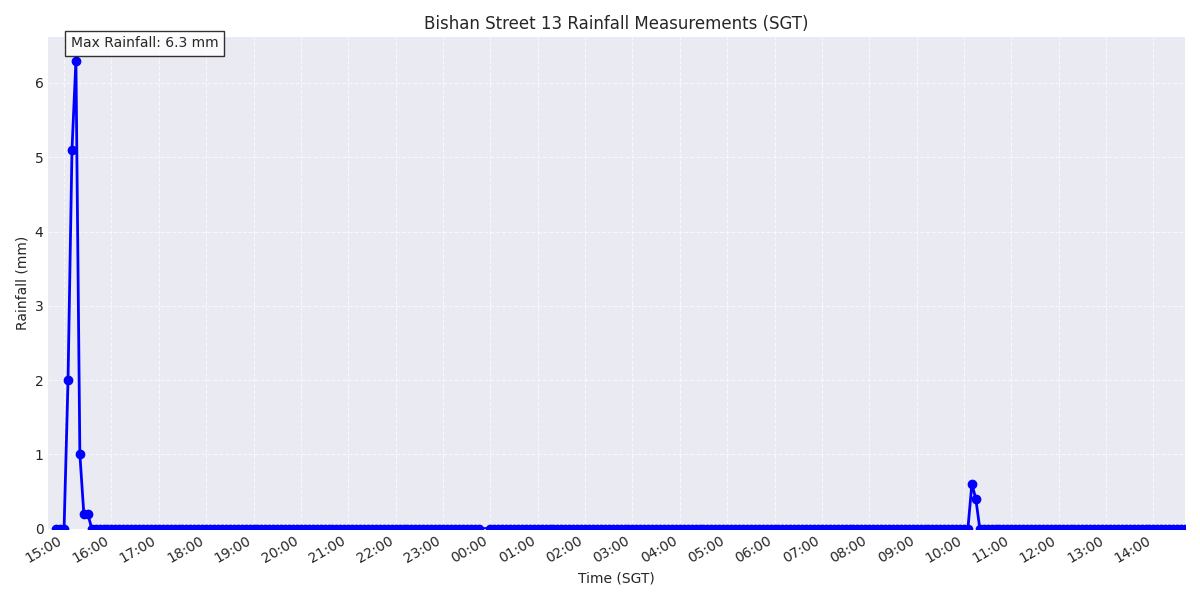 Bishan Street 13 Rainfall Measurements (SGT)
Max Rainfall: 6.3 mm
6
5
4
3
2
1
0
Rainfall (mm)
15:00 16:00 17:00 18:00 19:00 20:00 21:00 22:00 23:00 00:00 01:00 02:00 03:00 04:00 05:00 06:00 07:00 08:00 09:00 10:00 11:00 12:00 13:00 14:00
Time (SGT)